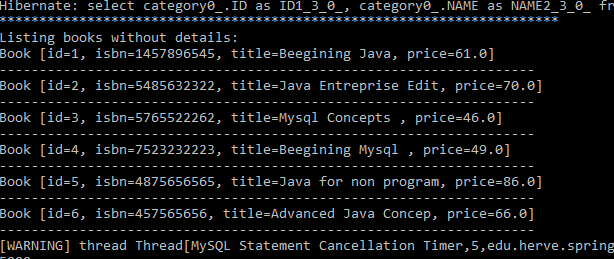 Hibernate: select category0_.ID as ID1_3_0_, category0_.NAME as NAME2_3_0_ fr
**********************************************************************
Listing books without details:
Book [id=1, isbn=1457896545, title=Beegining Java, price=61.0]
-------------------------------------------------------------------
Book [id=2, isbn=5485632322, title=Java Entreprise Edit, price=70.0]
-------------------------------------------------------------------
Book [id=3, isbn=5765522262, title=Mysql Concepts , price=46.0]
-------------------------------------------------------------------
Book [id=4, isbn=7523232223, title=Beegining Mysql , price=49.0]
-------------------------------------------------------------------
Book [id=5, isbn=4875656565, title=Java for non program, price=86.0]
-------------------------------------------------------------------
Book [id=6, isbn=457565656, title=Advanced Java Concep, price=66.0]
-------------------------------------------------------------------
[WARNING] thread Thread[MySQL Statement Cancellation Timer,5,edu.herve.spring